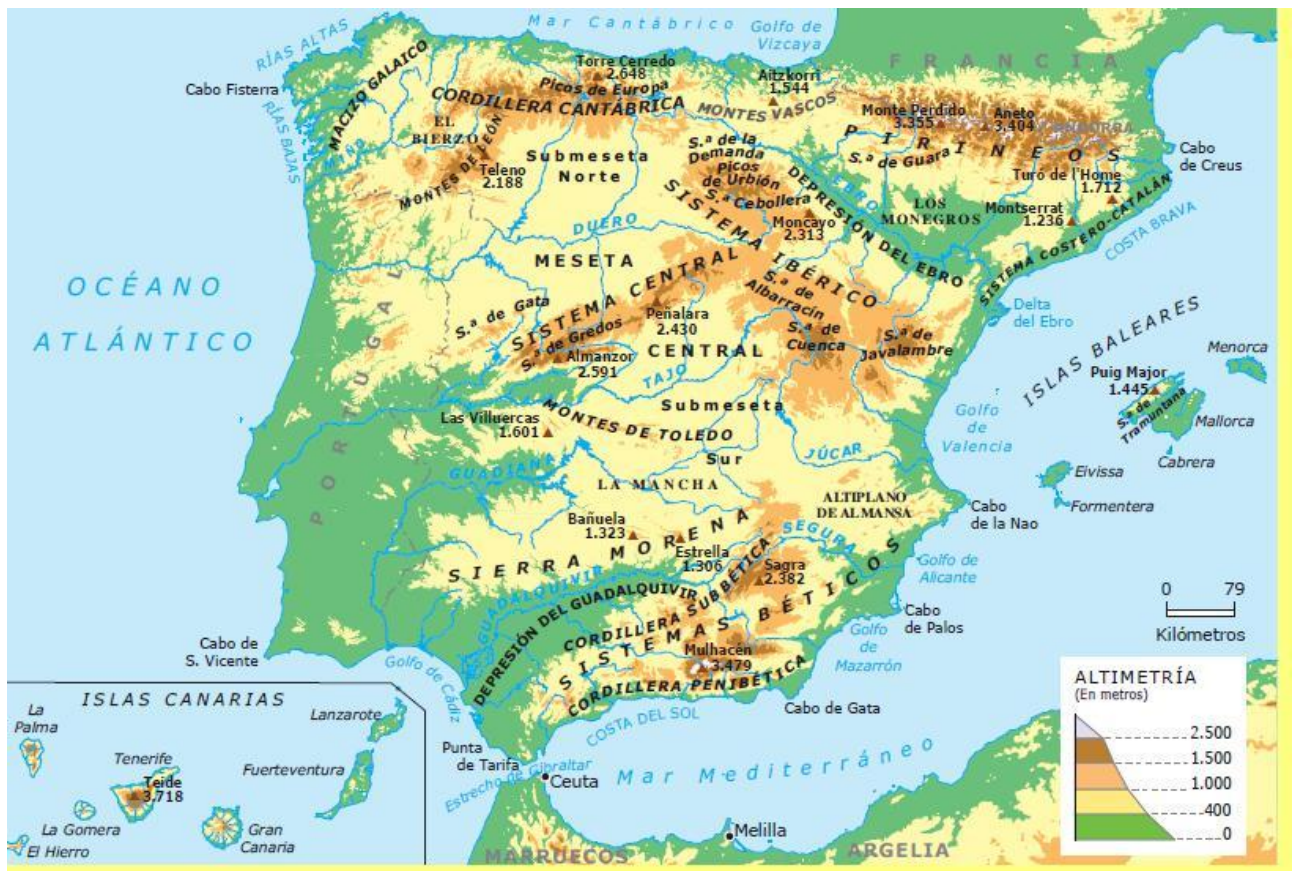 Mar Cantábrico
Golfo de
Vizcaya
FRANCIA
RÍAS ALTAS
Cabo Fisterra
RÍAS BAJAS
MACIZO GALAICO
MIÑO
EL
BIERZO
Torre Cerredo
2.648
Picos de Europa
CORDILLERA CANTÁBRICA
Aitzkorri
1.544
MONTES VASCOS
Monte Perdido
3.355
Aneto
3.404
ANDORRA
PIRINEOS
S.ª de Guara
Cabo
de Creus
Turó de l'Home
1.712
Montserrat
1.236
SISTEMA COSTERO-CATALÁN
COSTA BRAVA
MONTES DE LEÓN
Teleno
2.188
Submeseta
Norte
S.ª de la
Demanda
Picos
de Urbión
S.ª Cebollera
Moncayo
2.313
DEPRESIÓN DEL EBRO
EBRO
LOS
MONEGROS
DUERO
SISTEMA IBÉRICO
MESETA
SISTEMA CENTRAL
S.ª de Gata
S.ª de Gredos
Peñalara
2.430
Almanzor
2.591
CENTRAL
S.ª de
Albarracín
S.ª de
Cuenca
S.ª de
Javalambre
Delta
del Ebro
OCÉANO
ATLÁNTICO
PORTUGAL
TAJO
Submeseta
Sur
Las Villuercas
1.601
MONTES DE TOLEDO
GUADIANA
LA MANCHA
JÚCAR
Golfo
de
Valencia
ISLAS BALEARES
Menorca
Puig Major
1.445
S.ª de
Tramuntana
Mallorca
Cabrera
Eivissa
Formentera
ALTIPLANO
DE ALMANSA
Cabo
de la Nao
Bañuela
1.323
SIERRA MORENA
Estrella
1.306
SEGURA
Sagra
2.382
Golfo de
Alicante
GUADALQUIVIR
DEPRESIÓN DEL GUADALQUIVIR
CORDILLERA SUBBÉTICA
SISTEMAS BÉTICOS
Cabo
de Palos
Golfo
de
Mazarrón
Mulhacén
3.479
CORDILLERA PENIBÉTICA
Cabo de Gata
COSTA DEL SOL
Cabo de
S. Vicente
Golfo de Cádiz
Punta
de Tarifa
Estrecho de Gibraltar
Ceuta
Mar Mediterráneo
Melilla
MARRUECOS
ARGELIA
ISLAS CANARIAS
La
Palma
Tenerife
Teide
3.718
La Gomera
El Hierro
Gran
Canaria
Fuerteventura
Lanzarote
0 79
Kilómetros
ALTIMETRÍA
(En metros)
2.500
1.500
1.000
400
0